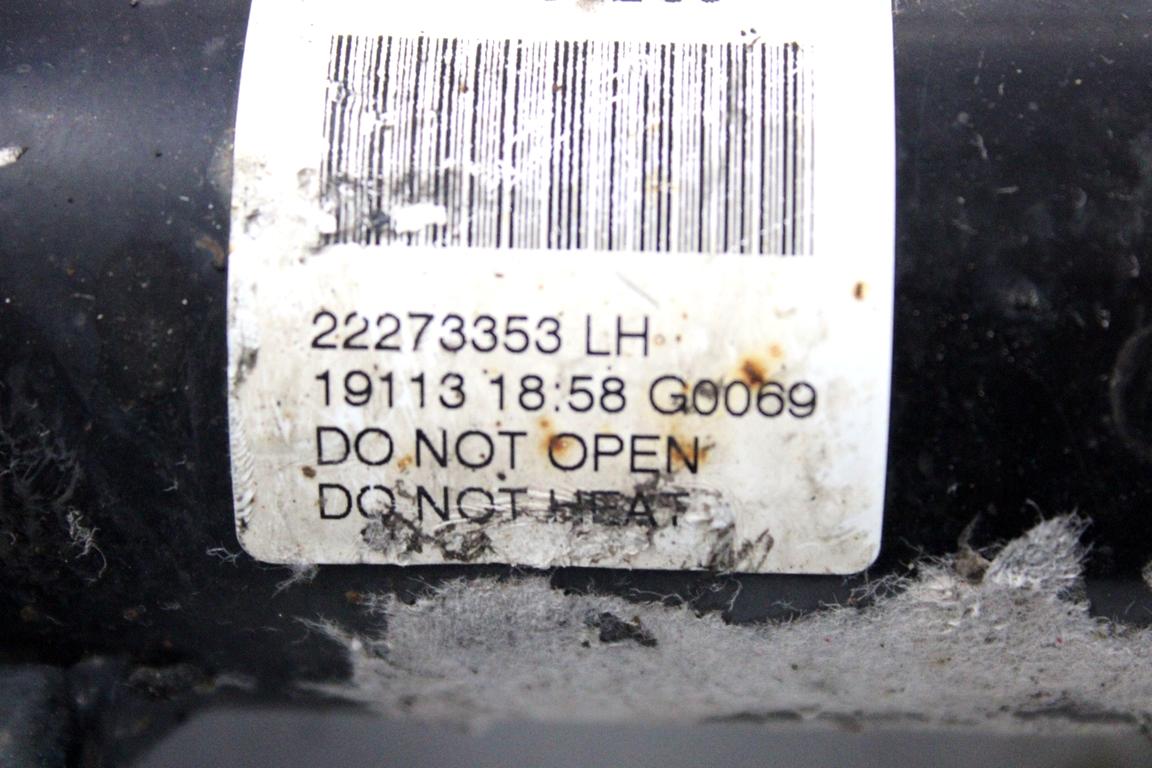 22273353 LH
19113 18:58 G0069
DO NOT OPEN
DO NOT HEAT